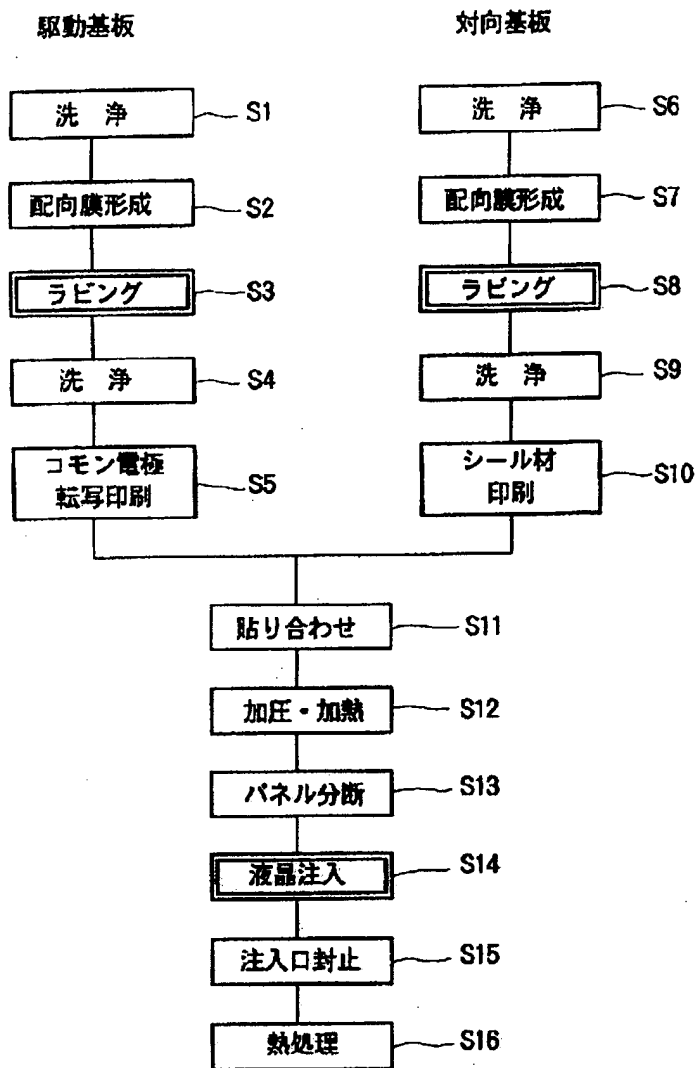 駆動基板
洗 浄 S1
配向膜形成 S2
ラビング S3
洗 浄 S4
コモン電極
転写印刷 S5
対向基板
洗 浄 S6
配向膜形成 S7
ラビング S8
洗 浄 S9
シール材
印刷 S10
貼り合わせ S11
加圧・加熱 S12
パネル分断 S13
液晶注入 S14
注入口封止 S15
熱処理 S16